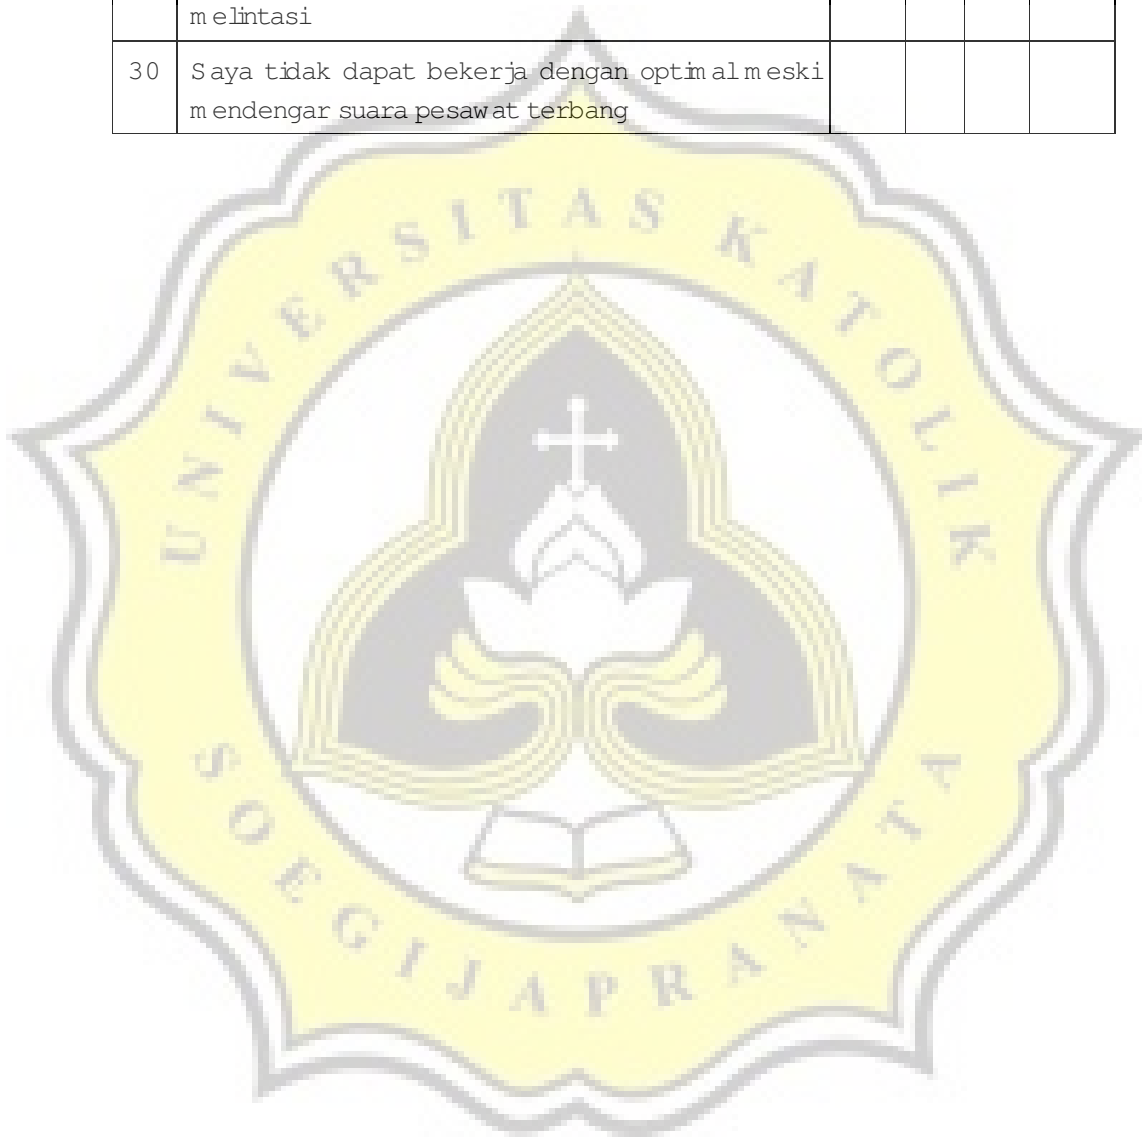 melintasi
30 Saya tidak dapat bekerja dengan optimal meski
mendengar suara pesawat terbang
UNIVERSITAS KATOLIK
SOEGIJAPRANATA